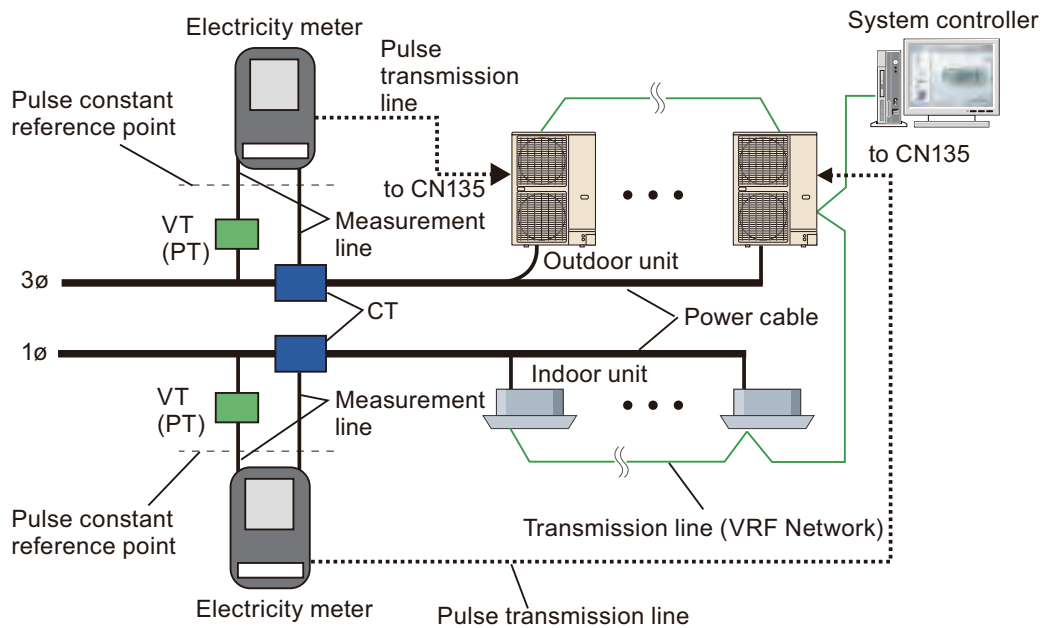 Electricity meter
System controller
Pulse
transmission
line
Pulse constant
reference point
to CN135
to CN135
VT
(PT)
Measurement
line
Outdoor unit
3ø
CT
Power cable
1ø
Indoor unit
VT
(PT)
Measurement
line
Pulse constant
reference point
Transmission line (VRF Network)
Electricity meter
Pulse transmission line